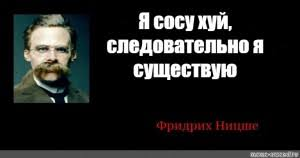 Я сосу хуй,
следовательно я
существую
Фридрих Ницше